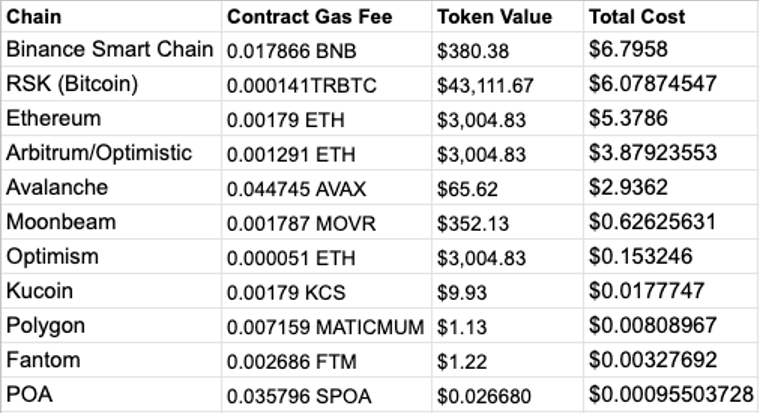 Chain Contract Gas Fee Token Value Total Cost
Binance Smart Chain 0.017866 BNB $380.38 $6.7958
RSK (Bitcoin) 0.000141TRBTC $43,111.67 $6.07874547
Ethereum 0.00179 ETH $3,004.83 $5.3786
Arbitrum/Optimistic 0.001291 ETH $3,004.83 $3.87923553
Avalanche 0.044745 AVAX $65.62 $2.9362
Moonbeam 0.001787 MOVR $352.13 $0.62625631
Optimism 0.000051 ETH $3,004.83 $0.153246
Kucoin 0.00179 KCS $9.93 $0.0177747
Polygon 0.007159 MATICMUM $1.13 $0.00808967
Fantom 0.002686 FTM $1.22 $0.00327692
POA 0.035796 SPOA $0.026680 $0.00095503728